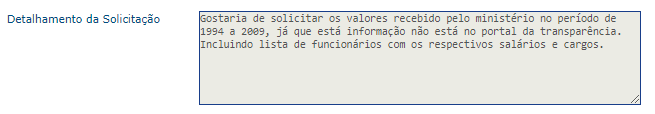 Detalhamento da Solicitação
Gostaria de solicitar os valores recebido pelo ministério no período de
1994 a 2009, já que está informação não está no portal da transparência.
Incluindo lista de funcionários com os respectivos salários e cargos.